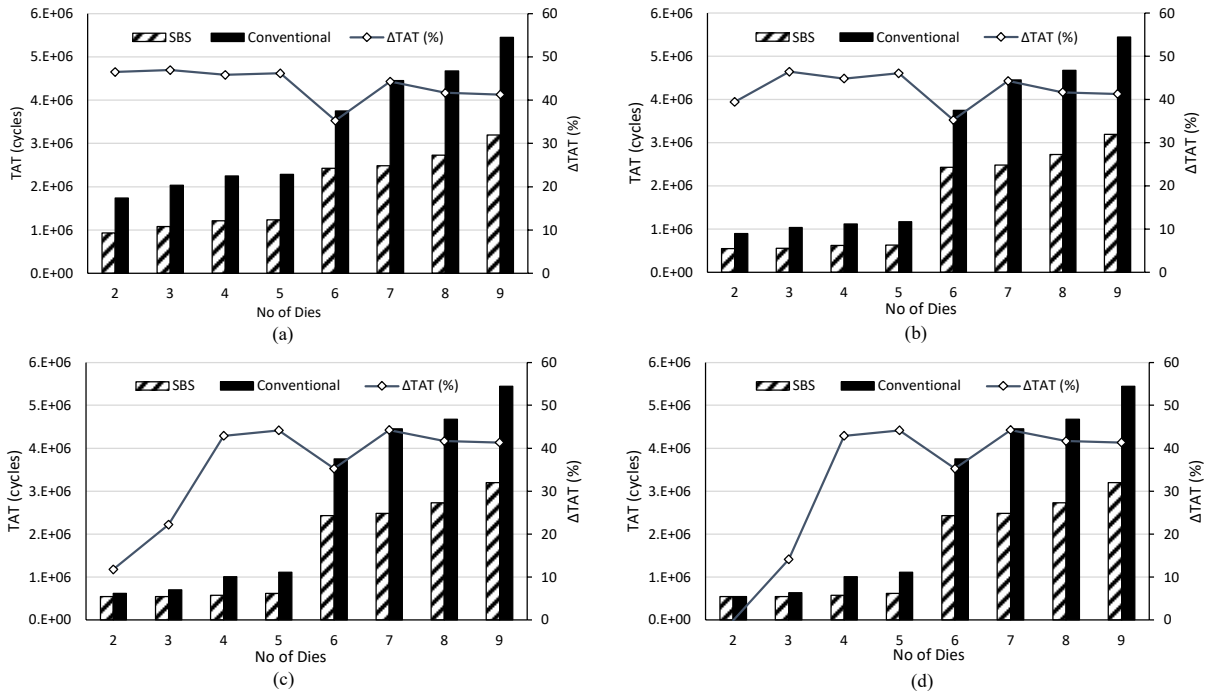 6.E+06 60
SBS Conventional ΔTAT (%)
5.E+06 50
4.E+06 40
3.E+06 30
2.E+06 20
1.E+06 10
0.E+00 0
TAT (cycles)
ΔTAT (%)
2 3 4 5 6 7 8 9
No of Dies
(a)
6.E+06 60
SBS Conventional ΔTAT (%)
5.E+06 50
4.E+06 40
3.E+06 30
2.E+06 20
1.E+06 10
0.E+00 0
TAT (cycles)
ΔTAT (%)
2 3 4 5 6 7 8 9
No of Dies
(b)
6.E+06 60
SBS Conventional ΔTAT (%)
5.E+06 50
4.E+06 40
3.E+06 30
2.E+06 20
1.E+06 10
0.E+00 0
TAT (cycles)
ΔTAT (%)
2 3 4 5 6 7 8 9
No of Dies
(c)
6.E+06 60
SBS Conventional ΔTAT (%)
5.E+06 50
4.E+06 40
3.E+06 30
2.E+06 20
1.E+06 10
0.E+00 0
TAT (cycles)
ΔTAT (%)
2 3 4 5 6 7 8 9
No of Dies
(d)